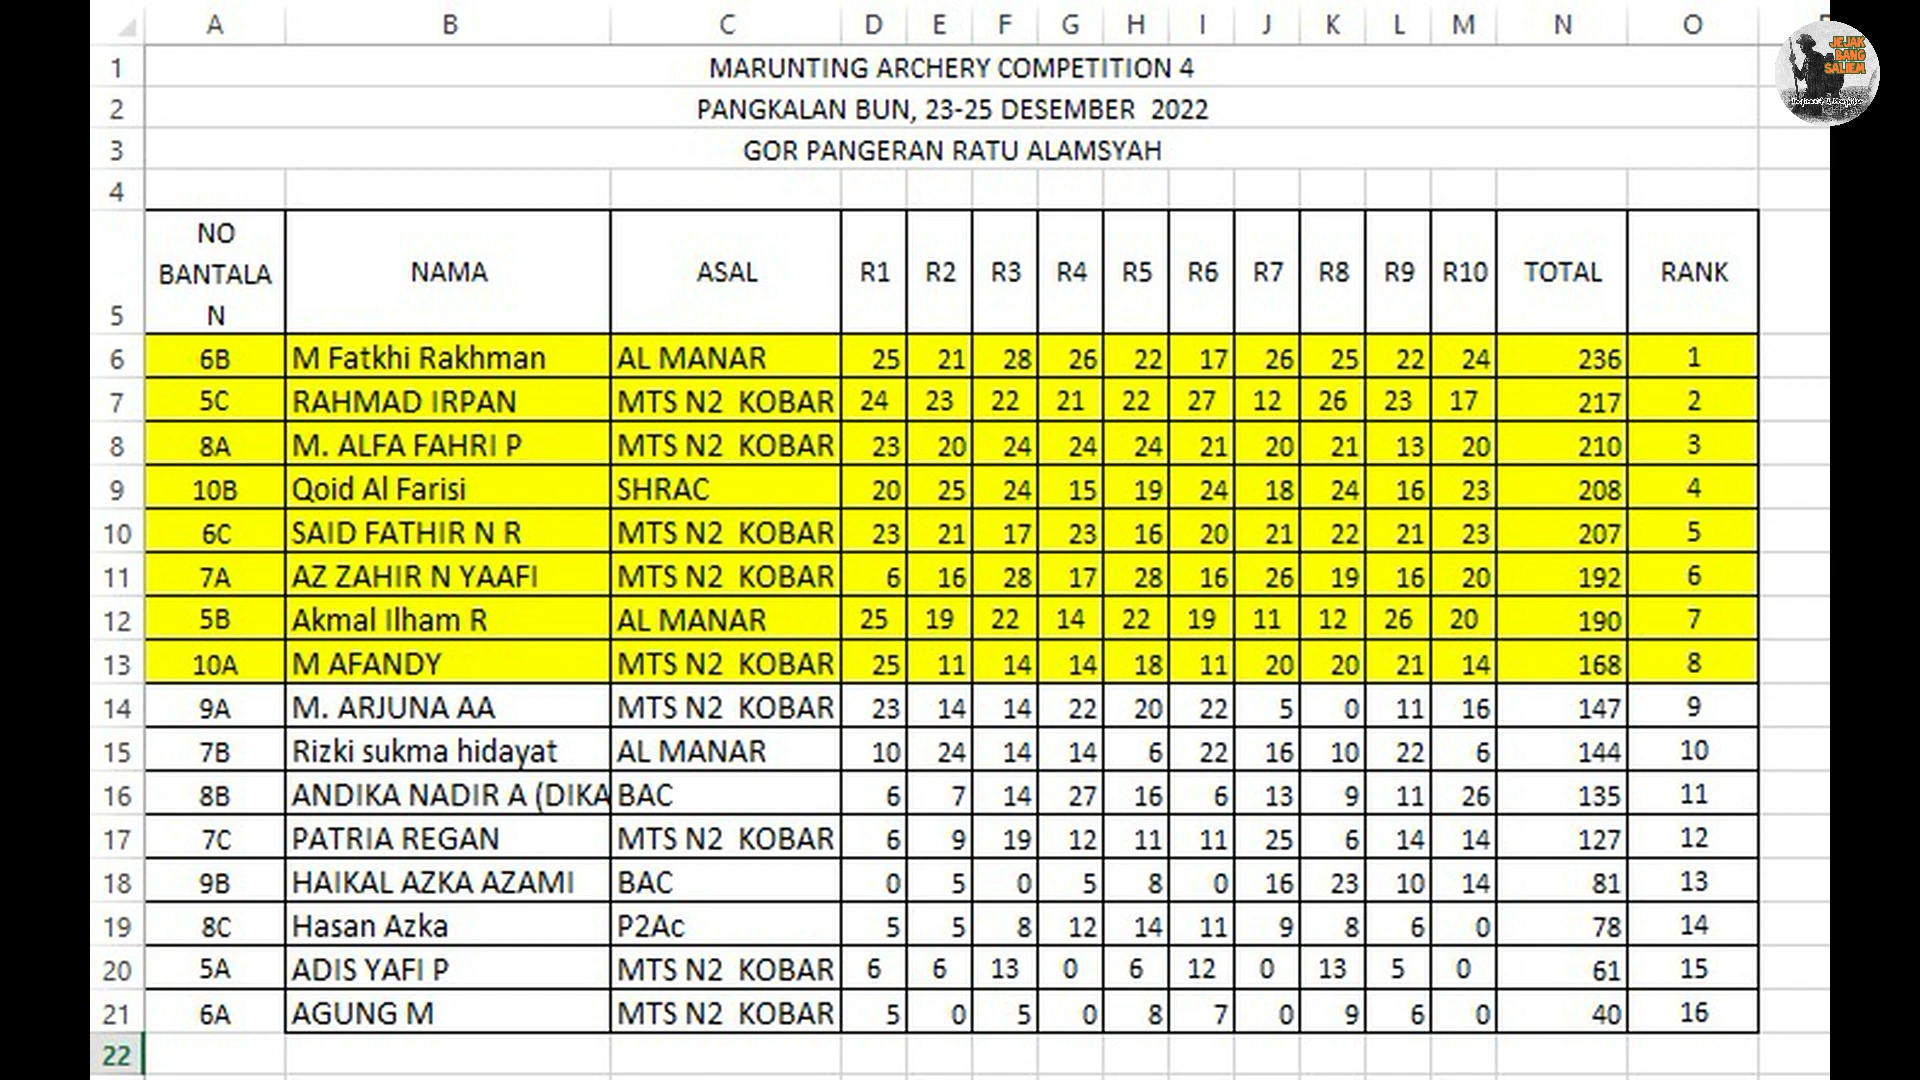 A B C D E F G H I J K L M N O
1 MARUNTING ARCHERY COMPETITION 4
2 PANGKALAN BUN, 23-25 DESEMBER 2022
3 GOR PANGERAN RATU ALAMSYAH
4
5 NO BANTALAN NAMA ASAL R1 R2 R3 R4 R5 R6 R7 R8 R9 R10 TOTAL RANK
6 6B M Fatkhi Rakhman AL MANAR 25 21 28 26 22 17 26 25 22 24 236 1
7 5C RAHMAD IRPAN MTS N2 KOBAR 24 23 22 21 22 27 12 26 23 17 217 2
8 8A M. ALFA FAHRI P MTS N2 KOBAR 23 20 24 24 24 21 20 21 13 20 210 3
9 10B Qoid Al Farisi SHRAC 20 25 24 15 19 24 18 24 16 23 208 4
10 6C SAID FATHIR N R MTS N2 KOBAR 23 21 17 23 16 20 21 22 21 23 207 5
11 7A AZ ZAHIR N YAAFI MTS N2 KOBAR 6 16 28 17 28 16 26 19 16 20 192 6
12 5B Akmal Ilham R AL MANAR 25 19 22 14 22 19 11 12 26 20 190 7
13 10A M AFANDY MTS N2 KOBAR 25 11 14 14 18 11 20 20 21 14 168 8
14 9A M. ARJUNA AA MTS N2 KOBAR 23 14 14 22 20 22 5 0 11 16 147 9
15 7B Rizki sukma hidayat AL MANAR 10 24 14 14 6 22 16 10 22 6 144 10
16 8B ANDIKA NADIR A (DIKA BAC 6 7 14 27 16 6 13 9 11 26 135 11
17 7C PATRIA REGAN MTS N2 KOBAR 6 9 19 12 11 11 25 6 14 14 127 12
18 9B HAIKAL AZKA AZAMI BAC 0 5 0 5 8 0 16 23 10 14 81 13
19 8C Hasan Azka P2Ac 5 5 8 12 14 11 9 8 6 0 78 14
20 5A ADIS YAFI P MTS N2 KOBAR 6 6 13 0 6 12 0 13 5 0 61 15
21 6A AGUNG M MTS N2 KOBAR 5 0 5 0 8 7 0 9 6 0 40 16
22
JEJAK
BANG
SALIEM